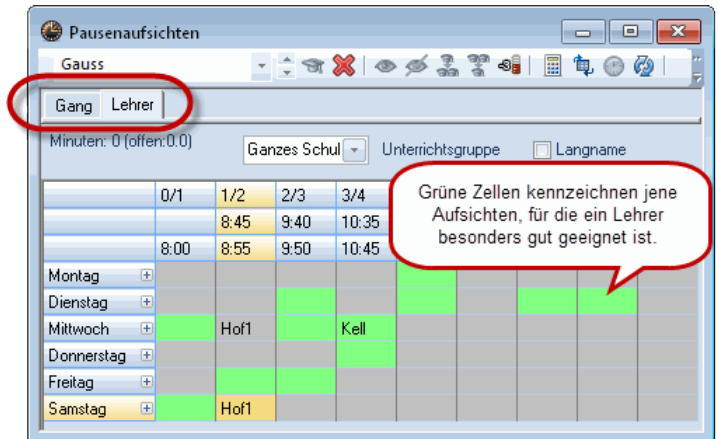 Pausenaufsichten
Gauss
Gang Lehrer
Minuten: 0 (offen:0.0) Ganzes Schul Unterrichtsgruppe Langname
Grüne Zellen kennzeichnen jene
Aufsichten, für die ein Lehrer
besonders gut geeignet ist.
0/1 1/2 2/3 3/4
8:45 9:40 10:35
8:00 8:55 9:50 10:45
Montag
Dienstag
Mittwoch Hof1 Kell
Donnerstag
Freitag
Samstag Hof1